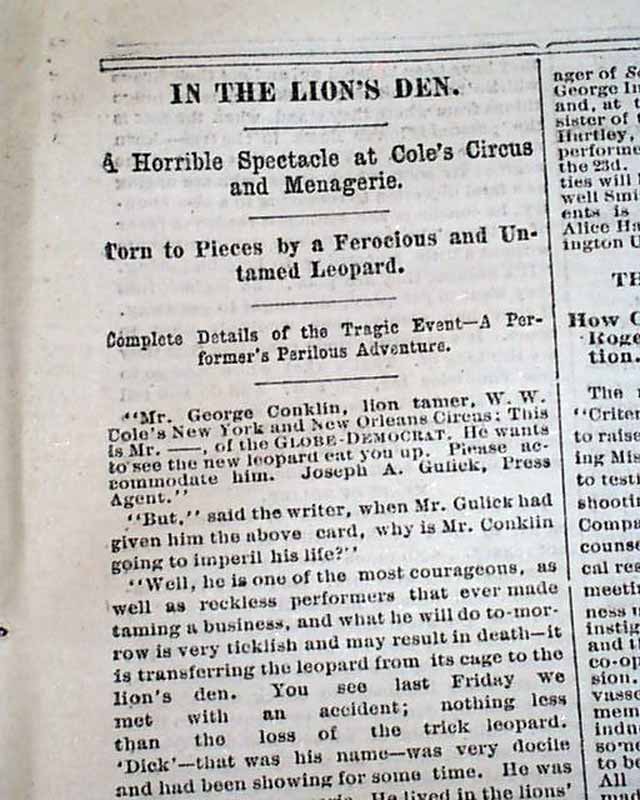 IN THE LION'S DEN.
A Horrible Spectacle at Cole's Circus
and Menagerie.
Torn to Pieces by a Ferocious and Un-
tamed Leopard.
Complete Details of the Tragic Event—A Per-
former's Perilous Adventure.
"Mr. George Conklin, lion tamer, W. W.
Cole's New York and New Orleans Circus: This
is Mr. ——, of the GLOBE-DEMOCRAT. He wants
to see the new leopard eat you up. Please ac-
commodate him. Joseph A. Gulick, Press
Agent."
"But," said the writer, when Mr. Gulick had
given him the above card, why is Mr. Conklin
going to imperil his life?"
"Well, he is one of the most courageous, as
well as reckless performers that ever made
taming a business, and what he will do to-mor-
row is very ticklish and may result in death—it
is transferring the leopard from its cage to the
lion's den. You see last Friday we
met with an accident; nothing less
than the loss of the trick leopard.
'Dick'—that was his name—was very docile
and had been showing for some time. He was
He lived in the lions'
ager of
George
and, at
sister of
Hartley,
performe
the 23d.
ties will
well Smi
ents is
Alice Ha
ington U
TH
How
Roge
tion.
The
"Criter
to raise
ing Mis
to testi
shootin
Compa
counse
cal res
meetin
ness
instig
and th
co-op
sion.
vasse
mem
indu
some
to be
All
mad